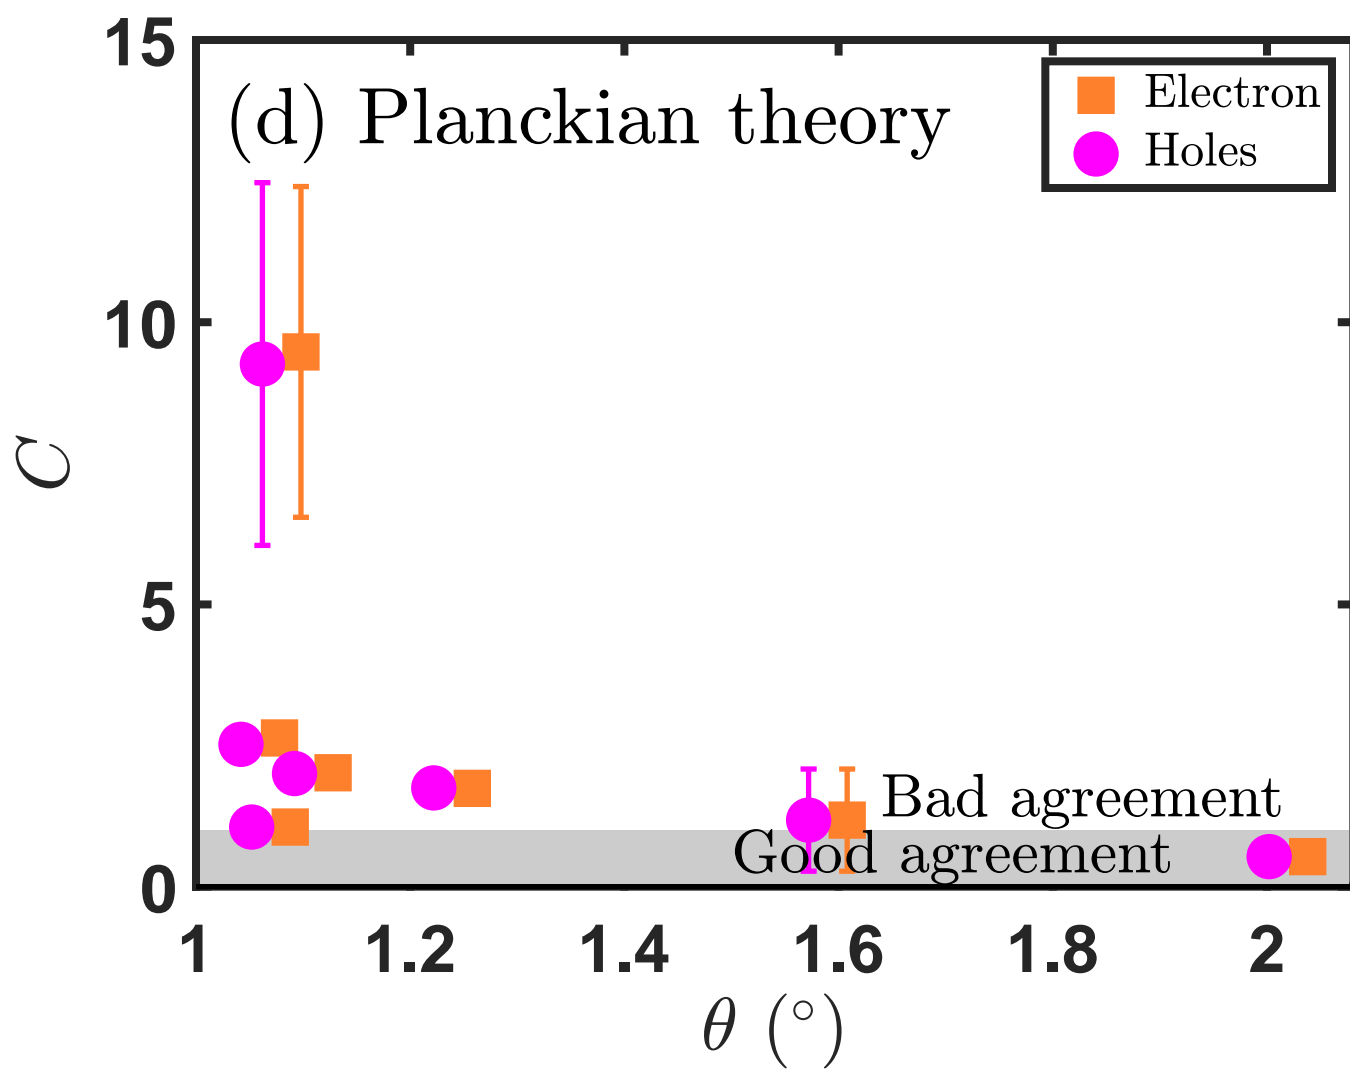 15
(d) Planckian theory
Electron
Holes
10
C
5
Bad agreement
Good agreement
0
1 1.2 1.4 1.6 1.8 2
θ (°)